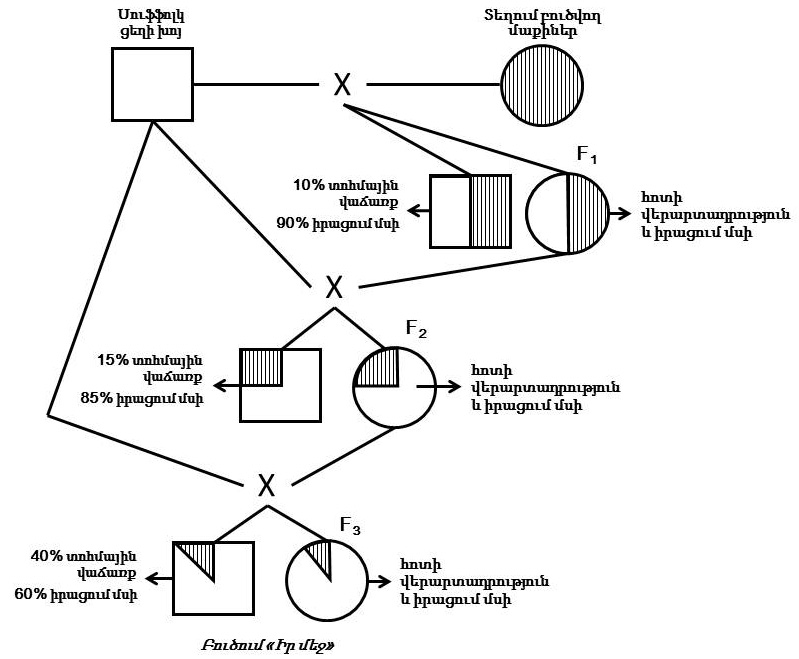 Սուֆֆոլկ
ցեղի խոյ
Տեղում բուծվող
մաքիներ
X
F1
10% տոհմային
վաճառք
90% իրացում մսի
հոտի
վերարտադրություն
և իրացում մսի
X
F2
15% տոհմային
վաճառք
85% իրացում մսի
հոտի
վերարտադրություն
և իրացում մսի
X
F3
40% տոհմային
վաճառք
60% իրացում մսի
հոտի
վերարտադրություն
և իրացում մսի
Բուծում «Իր մեջ»